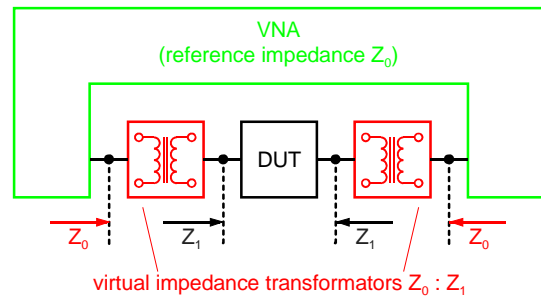 VNA
(reference impedance Z₀)
DUT
Z₀
Z₁
Z₁
Z₀
virtual impedance transformators Z₀ : Z₁